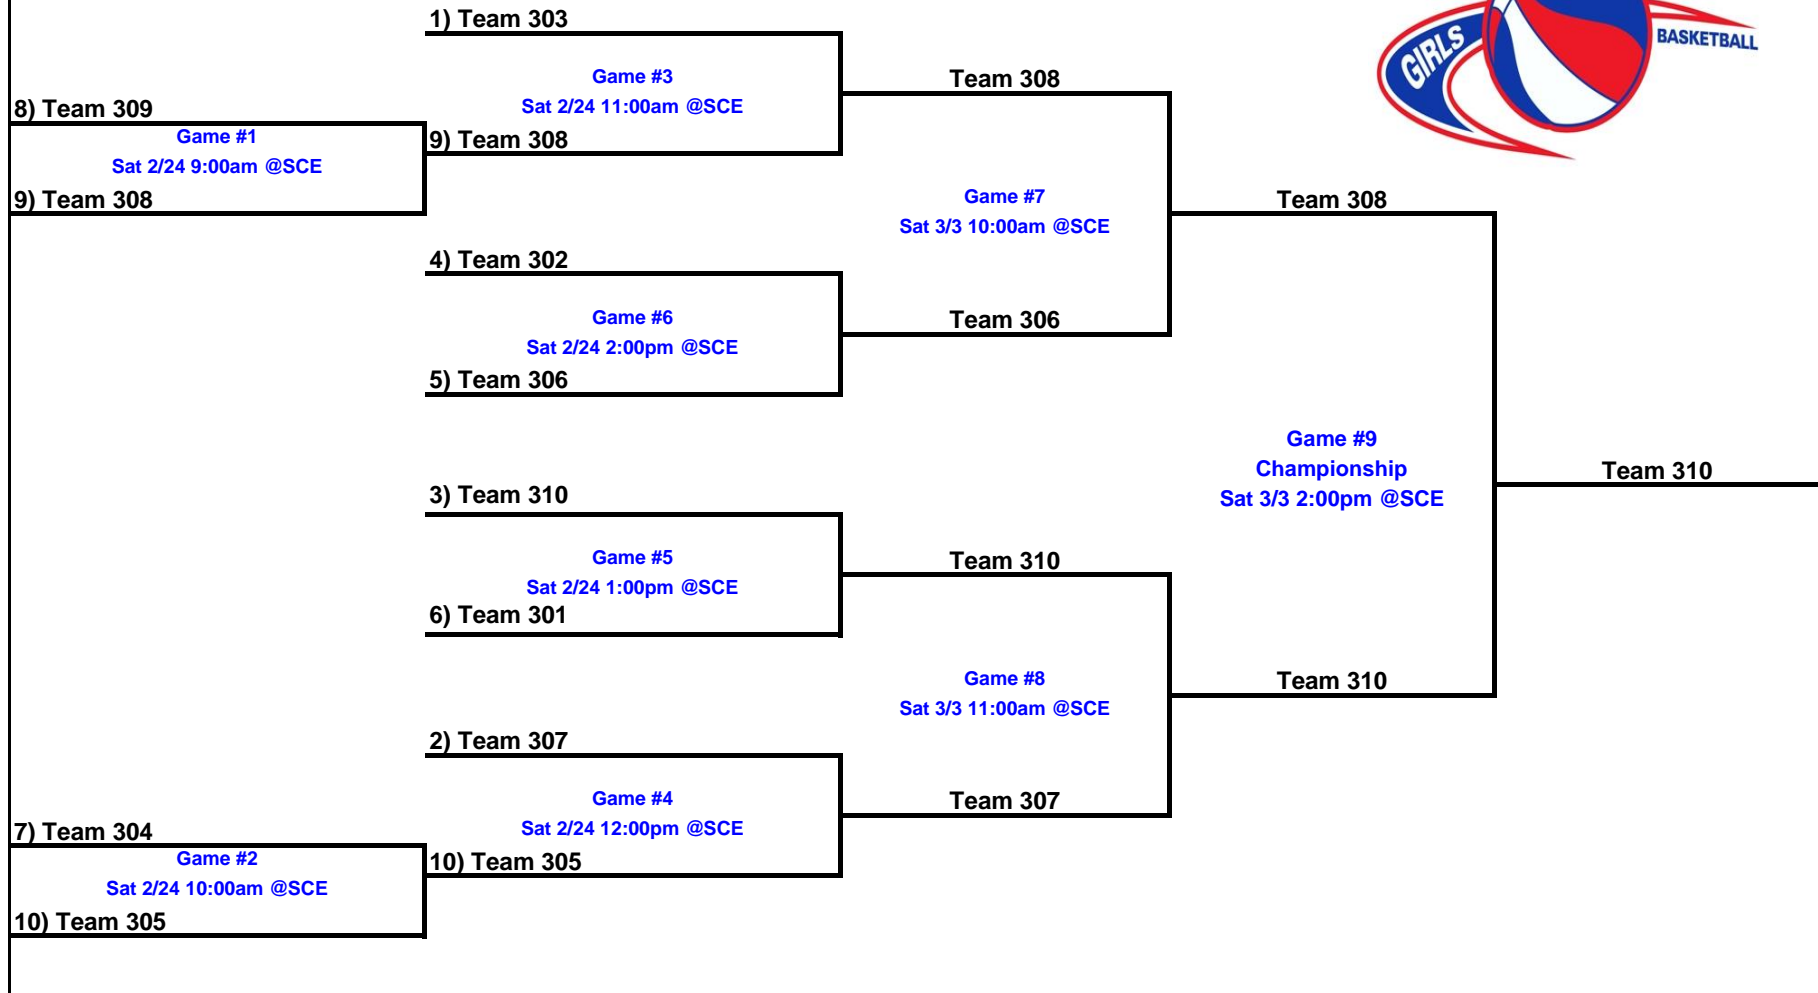 1) Team 303
GIRLS
BASKETBALL
Game #3
Sat 2/24 11:00am @SCE
Team 308
8) Team 309
Game #1
Sat 2/24 9:00am @SCE
9) Team 308
9) Team 308
Game #7
Sat 3/3 10:00am @SCE
Team 308
4) Team 302
Game #6
Sat 2/24 2:00pm @SCE
Team 306
5) Team 306
Game #9
Championship
Sat 3/3 2:00pm @SCE
Team 310
3) Team 310
Game #5
Sat 2/24 1:00pm @SCE
Team 310
6) Team 301
Game #8
Sat 3/3 11:00am @SCE
Team 310
2) Team 307
Game #4
Sat 2/24 12:00pm @SCE
Team 307
7) Team 304
Game #2
Sat 2/24 10:00am @SCE
10) Team 305
10) Team 305